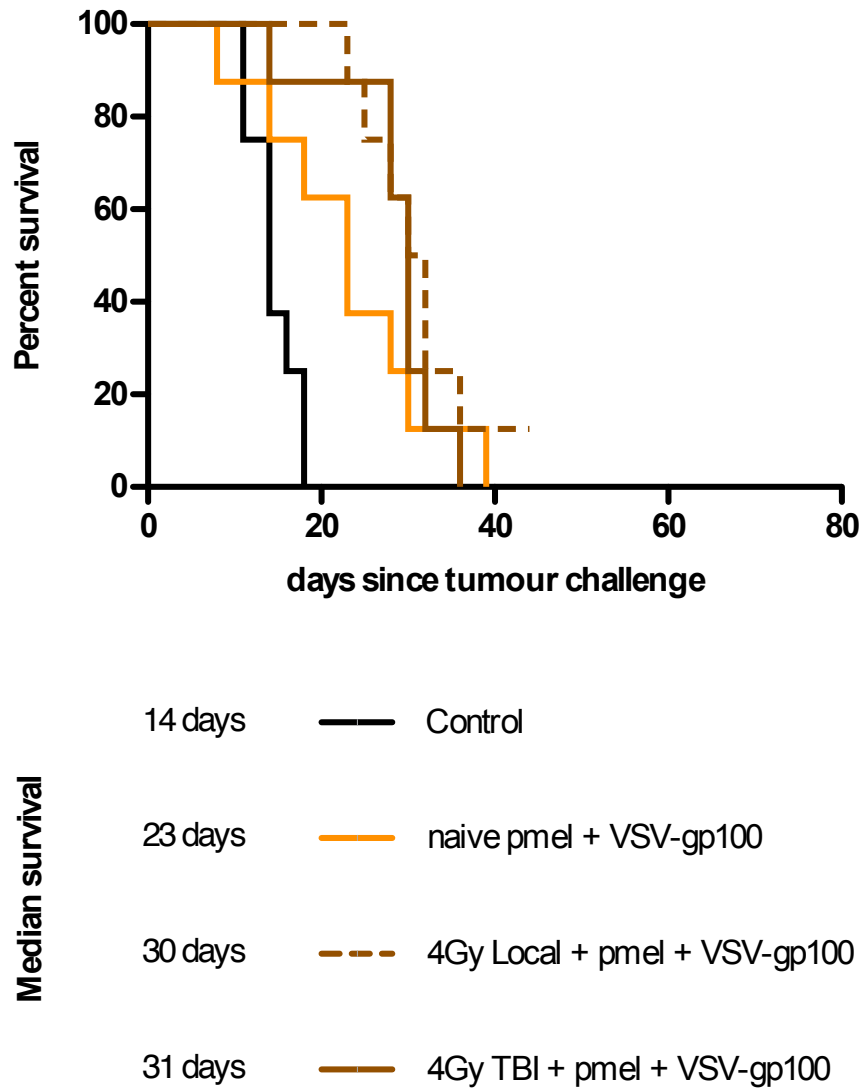 100
80
60
40
20
0
Percent survival
0 20 40 60 80
days since tumour challenge
Median survival
14 days Control
23 days naive pmel + VSV-gp100
30 days 4Gy Local + pmel + VSV-gp100
31 days 4Gy TBI + pmel + VSV-gp100